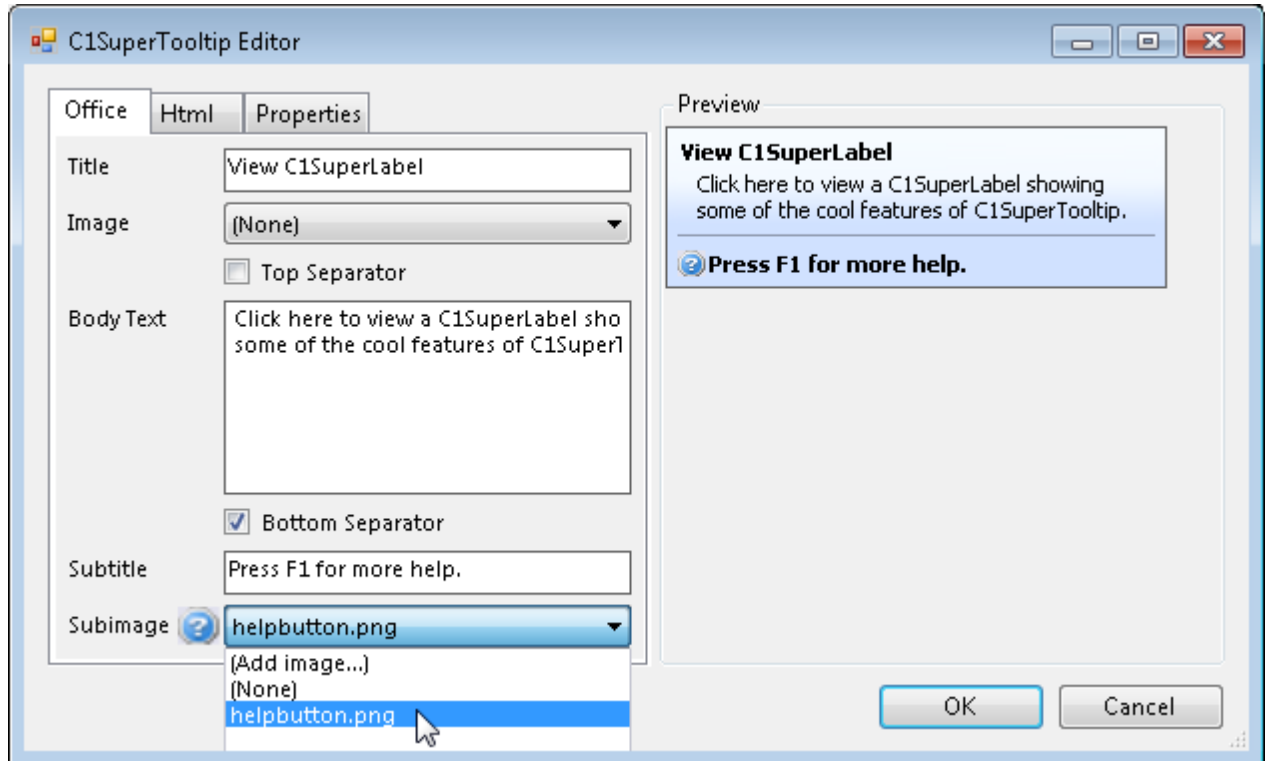 C1SuperTooltip Editor
Office
Html
Properties
Title
View C1SuperLabel
Image
(None)
Top Separator
Body Text
Click here to view a C1SuperLabel sho
some of the cool features of C1SuperT
Bottom Separator
Subtitle
Press F1 for more help.
Subimage
helpbutton.png
(Add image...)
(None)
helpbutton.png
Preview
View C1SuperLabel
Click here to view a C1SuperLabel showing
some of the cool features of C1SuperTooltip.
Press F1 for more help.
OK
Cancel